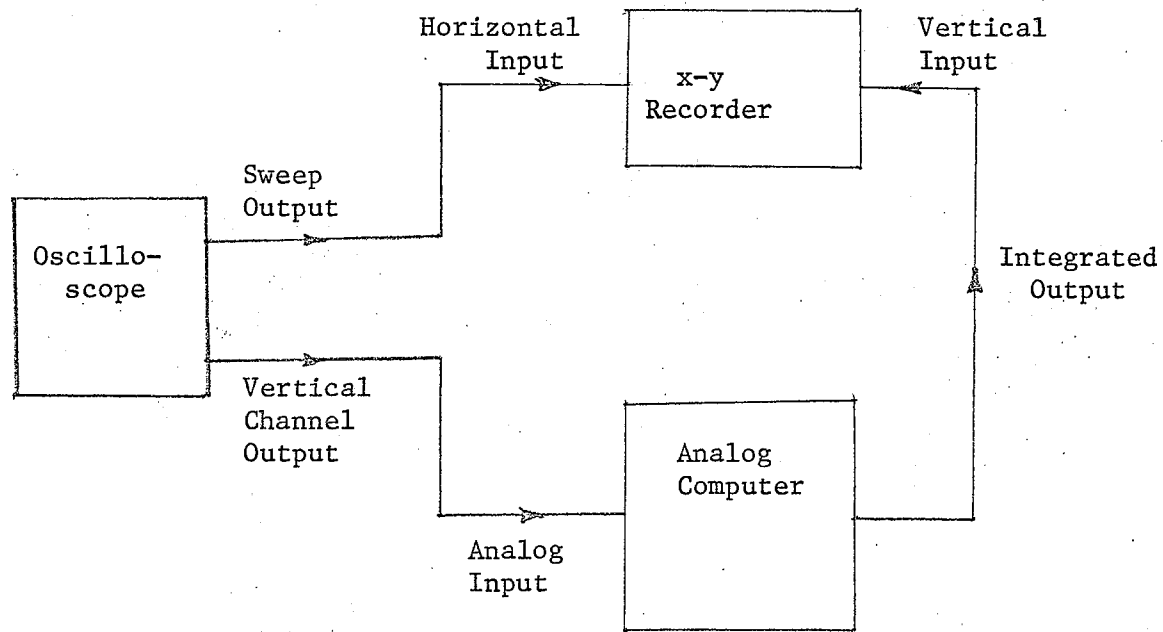 Horizontal
Input
x-y
Recorder
Vertical
Input
Sweep
Output
Oscillo-
scope
Integrated
Output
Vertical
Channel
Output
Analog
Computer
Analog
Input